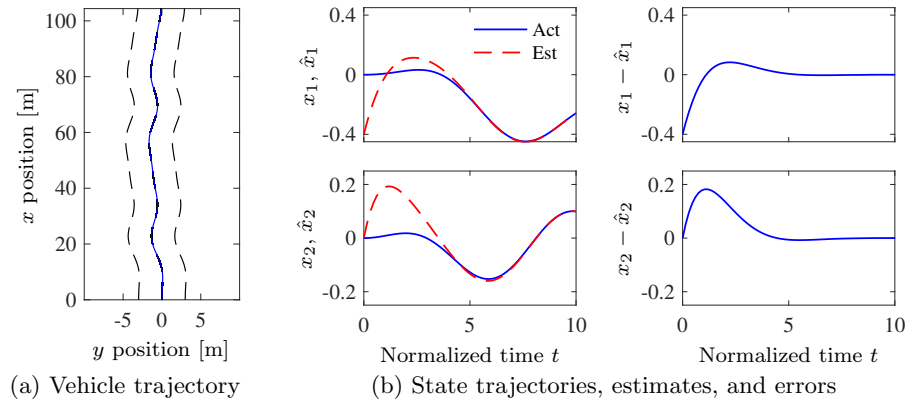 100
80
60
40
20
0
-5
0
5
x position [m]
y position [m]
(a) Vehicle trajectory
0.4
0
-0.4
x₁, x̂₁
Act
Est
0.4
0
-0.4
x₁ − x̂₁
0.2
0
-0.2
0
5
10
x₂, x̂₂
Normalized time t
0.2
0
-0.2
0
5
10
x₂ − x̂₂
Normalized time t
(b) State trajectories, estimates, and errors